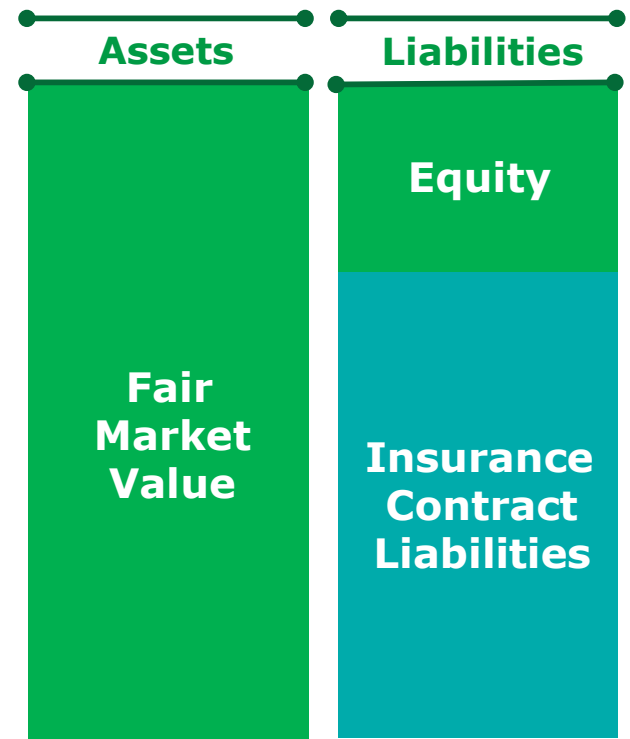 Assets
Liabilities
Equity
Fair
Market
Value
Insurance
Contract
Liabilities